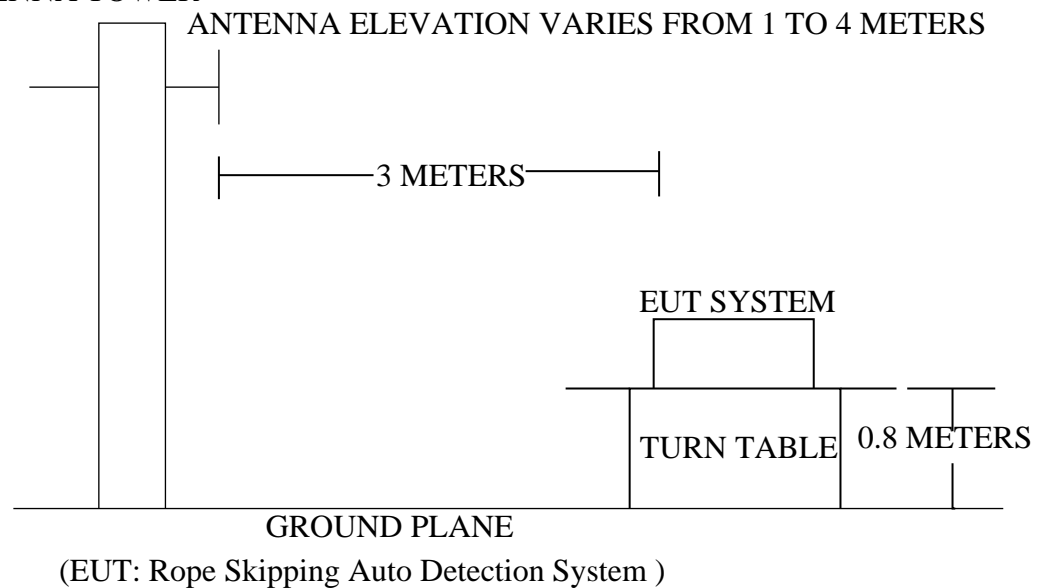 TOWER
ANTENNA ELEVATION VARIES FROM 1 TO 4 METERS
3 METERS
EUT SYSTEM
TURN TABLE
0.8 METERS
GROUND PLANE
(EUT: Rope Skipping Auto Detection System )